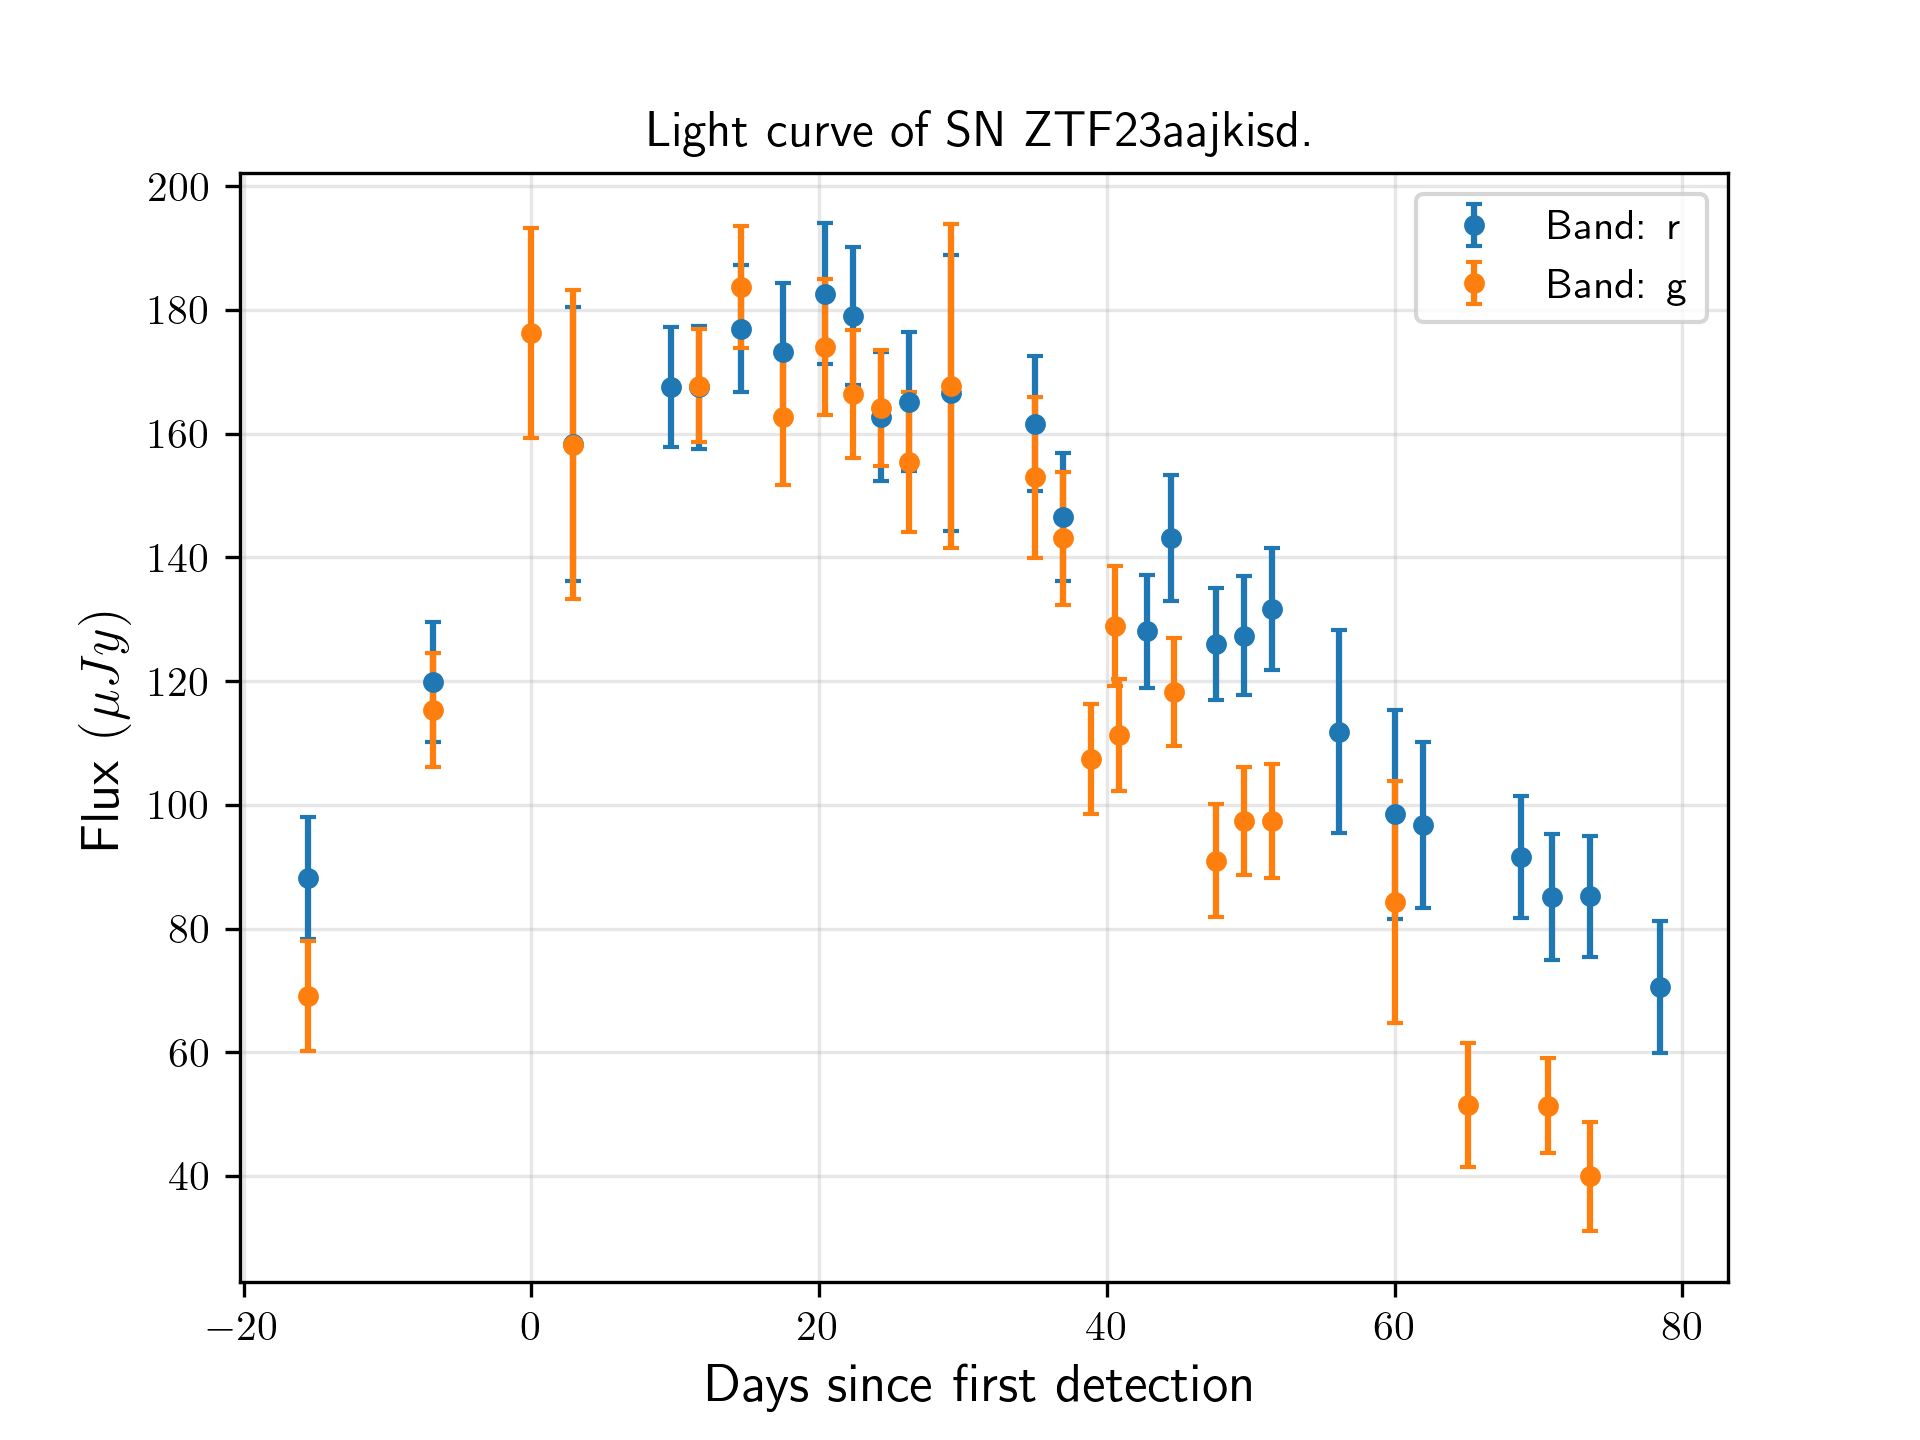 Light curve of SN ZTF23aajkisd.
200
180
160
140
120
100
80
60
40
Flux (μJy)
Band: r
Band: g
−20 0 20 40 60 80
Days since first detection